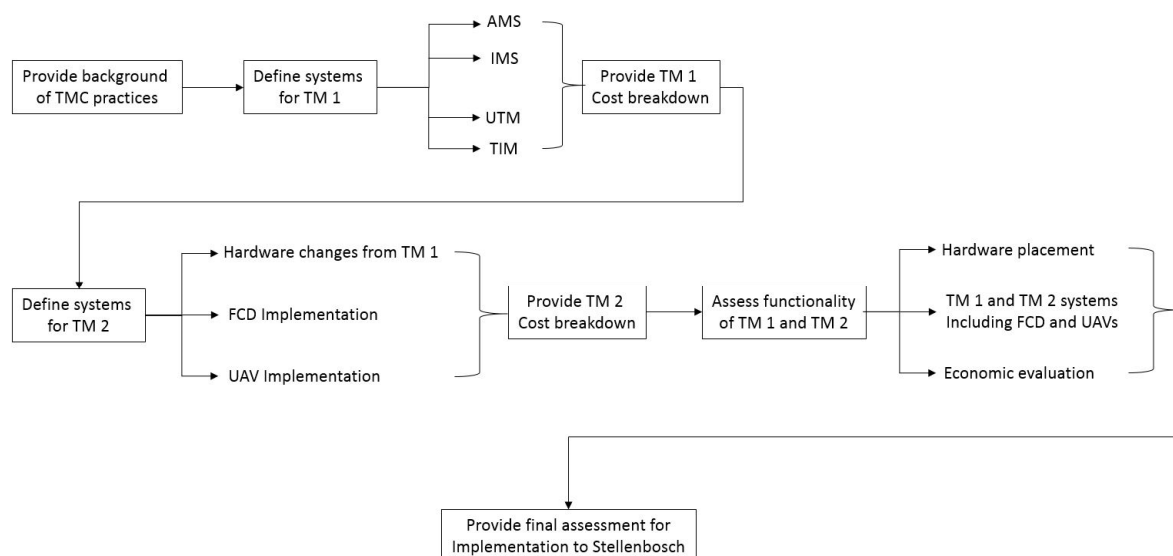 Provide background
of TMC practices
Define systems
for TM 1
AMS
IMS
UTM
TIM
Provide TM 1
Cost breakdown
Define systems
for TM 2
Hardware changes from TM 1
FCD Implementation
UAV Implementation
Provide TM 2
Cost breakdown
Assess functionality
of TM 1 and TM 2
Hardware placement
TM 1 and TM 2 systems
Including FCD and UAVs
Economic evaluation
Provide final assessment for
Implementation to Stellenbosch